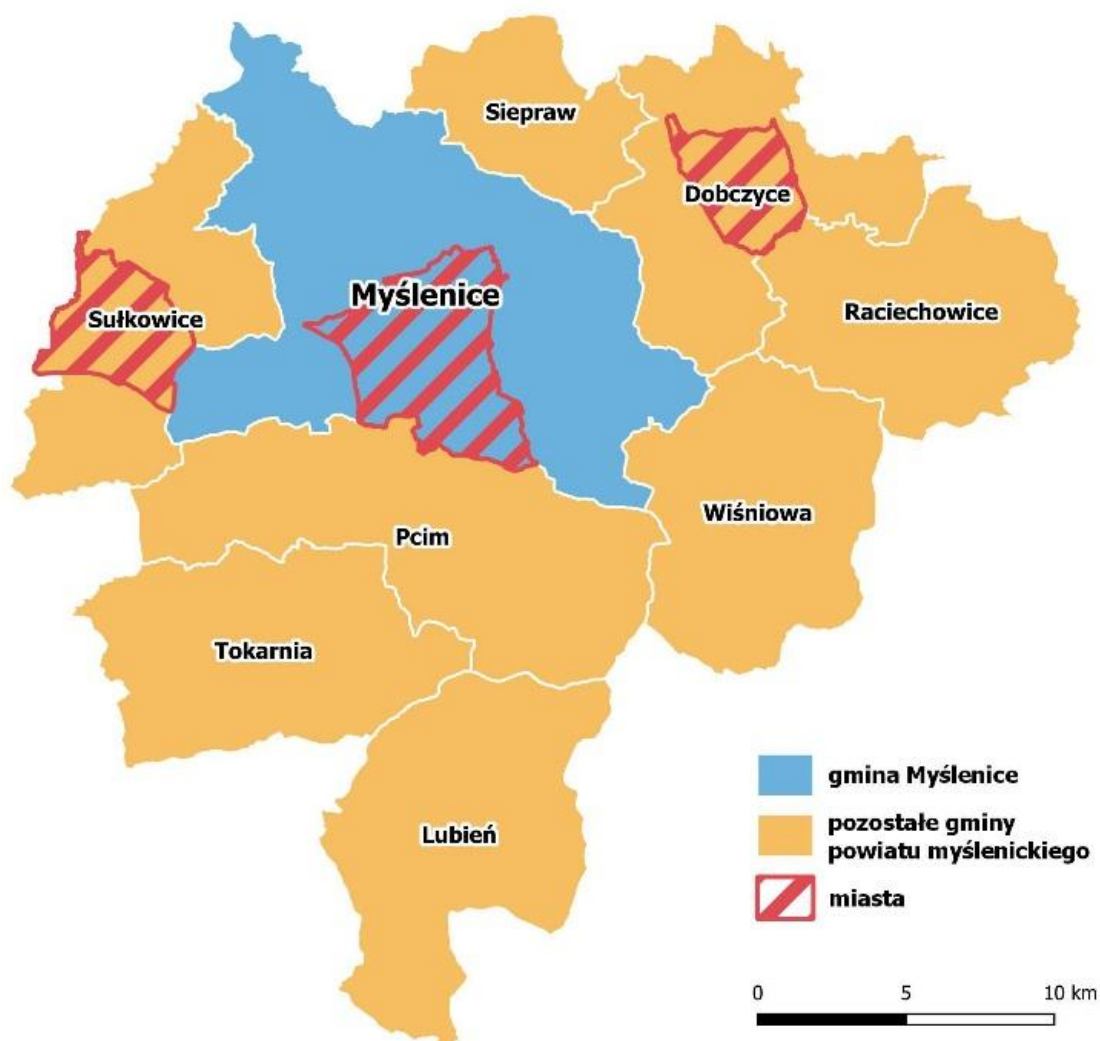 Siepraw
Dobczyce
Myślenice
Sułkowice
Raciechowice
Wiśniowa
Pcim
Tokarnia
Lubień
gmina Myślenice
pozostałe gminy
powiatu myślenickiego
miasta
0 5 10 km